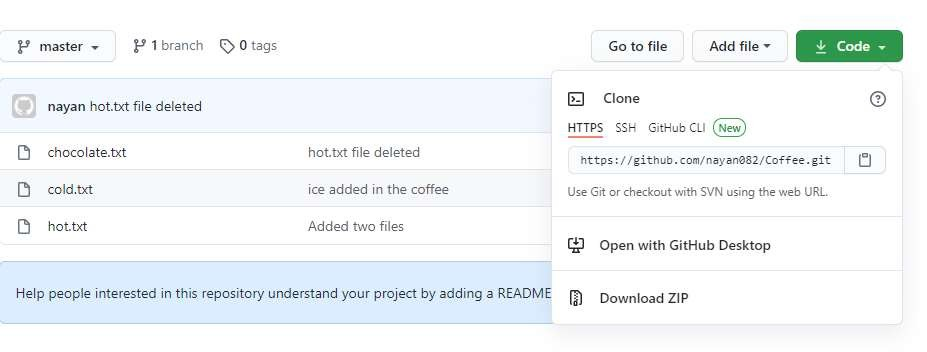 master 1 branch 0 tags Go to file Add file Code
nayan hot.txt file deleted
chocolate.txt hot.txt file deleted
cold.txt ice added in the coffee
hot.txt Added two files
Help people interested in this repository understand your project by adding a README
Clone
HTTPS SSH GitHub CLI New
https://github.com/nayan082/Coffee.git
Use Git or checkout with SVN using the web URL.
Open with GitHub Desktop
Download ZIP